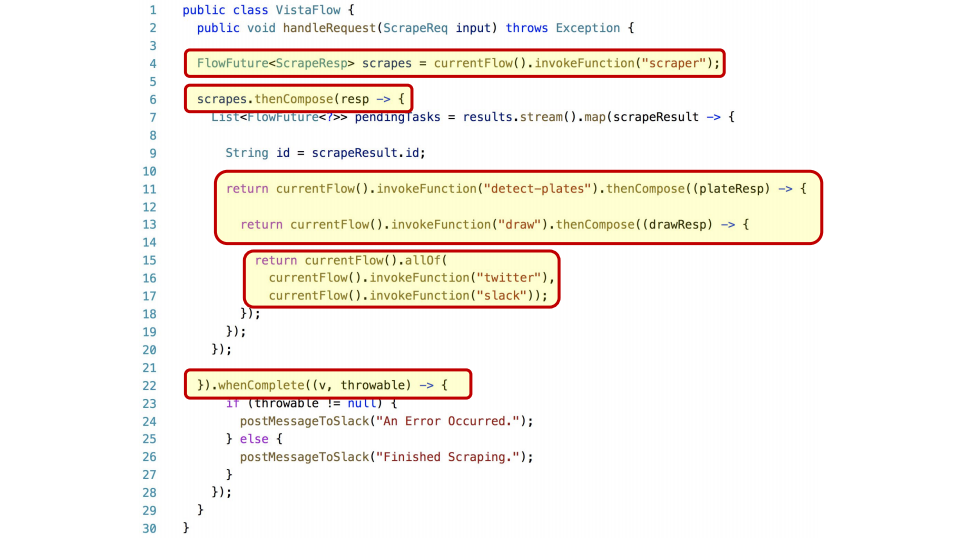 1 public class VistaFlow {
2 public void handleRequest(ScrapeReq input) throws Exception {
3
4 FlowFuture<ScrapeResp> scrapes = currentFlow().invokeFunction("scraper");
5
6 scrapes.thenCompose(resp -> {
7 List<FlowFuture<?>> pendingTasks = results.stream().map(scrapeResult -> {
8
9 String id = scrapeResult.id;
10
11 return currentFlow().invokeFunction("detect-plates").thenCompose((plateResp) -> {
12
13 return currentFlow().invokeFunction("draw").thenCompose((drawResp) -> {
14
15 return currentFlow().allOf(
16 currentFlow().invokeFunction("twitter"),
17 currentFlow().invokeFunction("slack"));
18 });
19 });
20 });
21
22 }).whenComplete((v, throwable) -> {
23 if (throwable != null) {
24 postMessageToSlack("An Error Occurred.");
25 } else {
26 postMessageToSlack("Finished Scraping.");
27 }
28 });
29 }
30 }